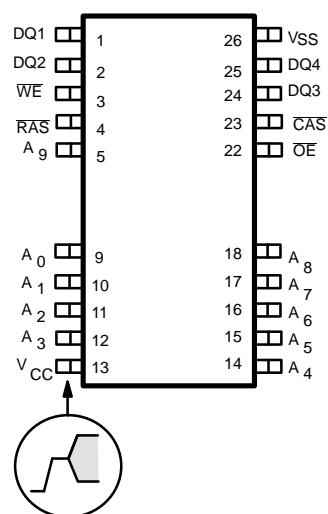 DQ1 1 26 VSS
DQ2 2 25 DQ4
WE 3 24 DQ3
RAS 4 23 CAS
A9 5 22 OE
A0 9 18 A8
A1 10 17 A7
A2 11 16 A6
A3 12 15 A5
VCC 13 14 A4